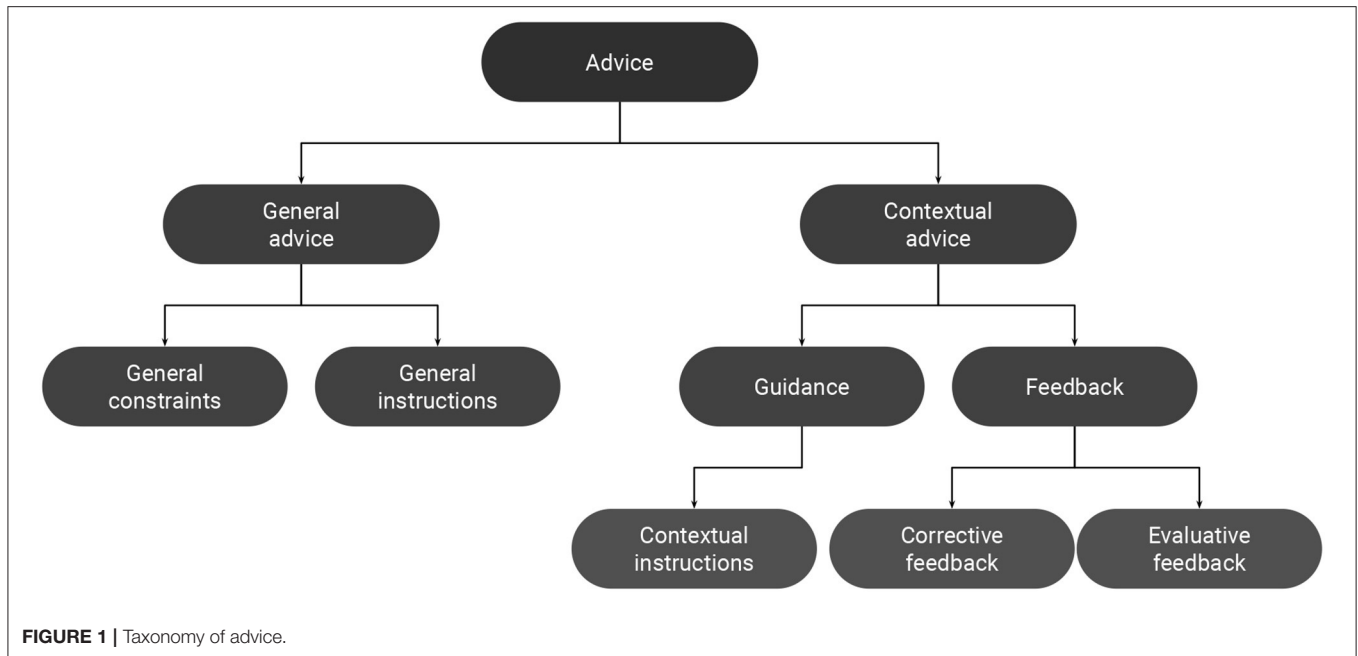 Advice
General
advice
Contextual
advice
General
constraints
General
instructions
Guidance
Feedback
Contextual
instructions
Corrective
feedback
Evaluative
feedback
FIGURE 1 | Taxonomy of advice.